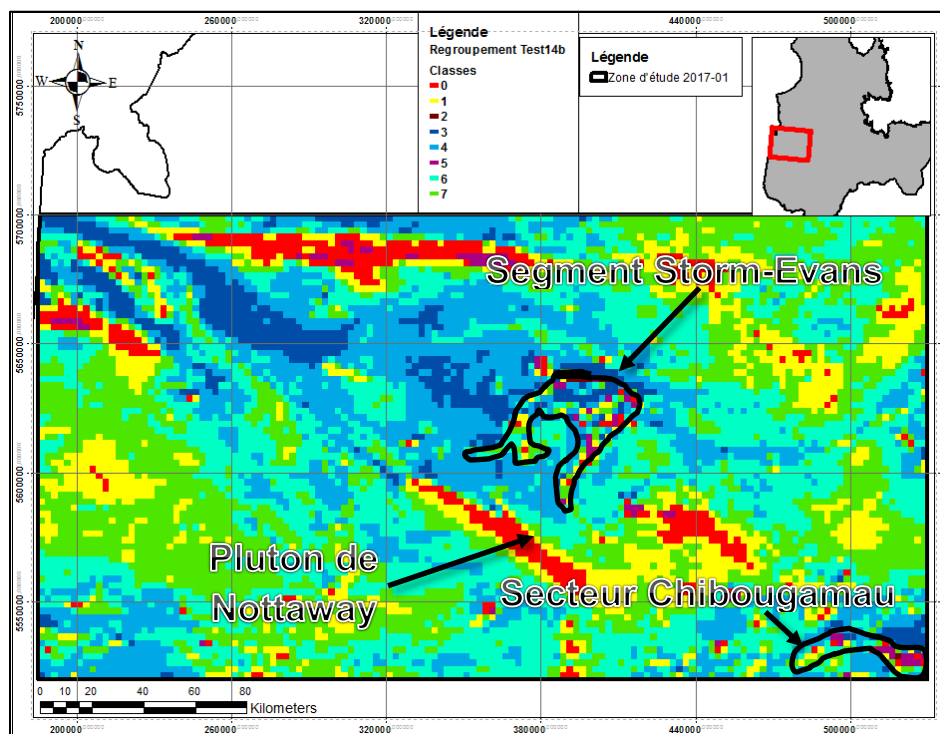 200000 260000 320000 440000 500000
N
W E
S
Légende
Regroupement Test14b
Classes
0
1
2
3
4
5
6
7
Légende
Zone d'étude 2017-01
5750000
5700000
5650000
5600000
5550000
Segment Storm-Evans
Pluton de
Nottaway
Secteur Chibougamau
0 10 20 40 60 80
Kilometers
200000 260000 320000 380000 440000 500000